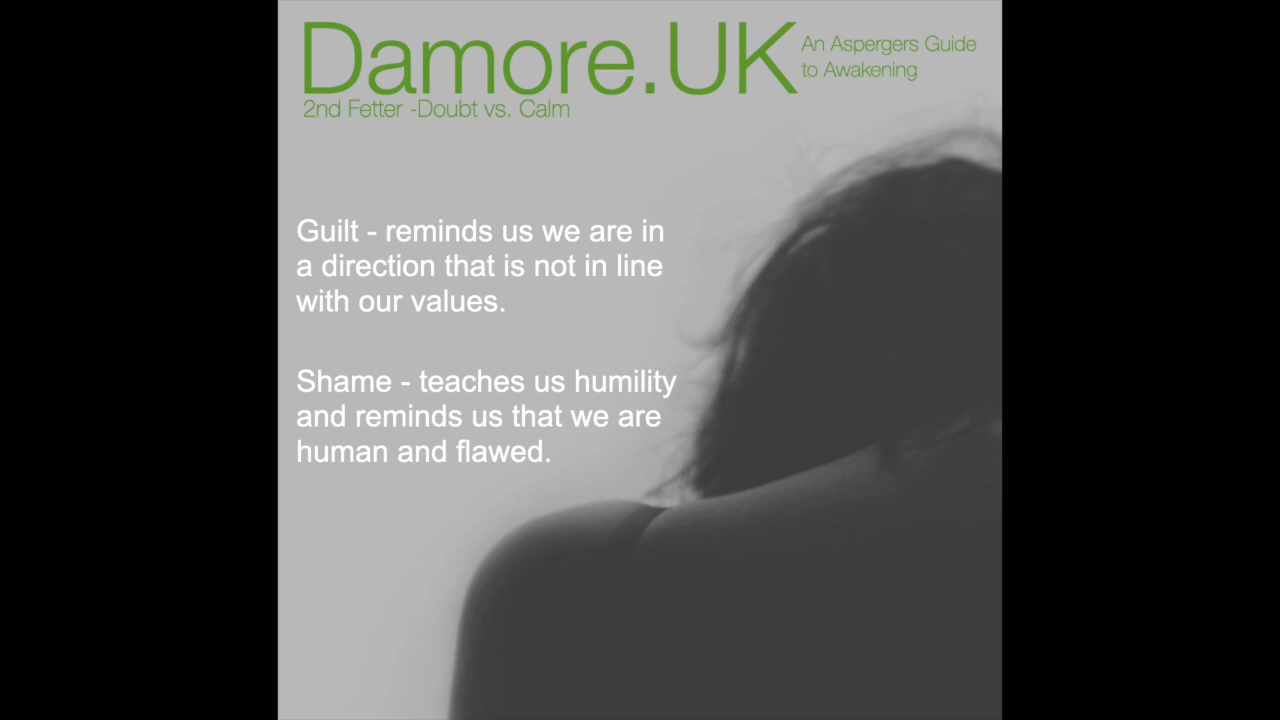 Damore.UK
An Aspergers Guide
to Awakening
2nd Fetter -Doubt vs. Calm
Guilt - reminds us we are in
a direction that is not in line
with our values.
Shame - teaches us humility
and reminds us that we are
human and flawed.